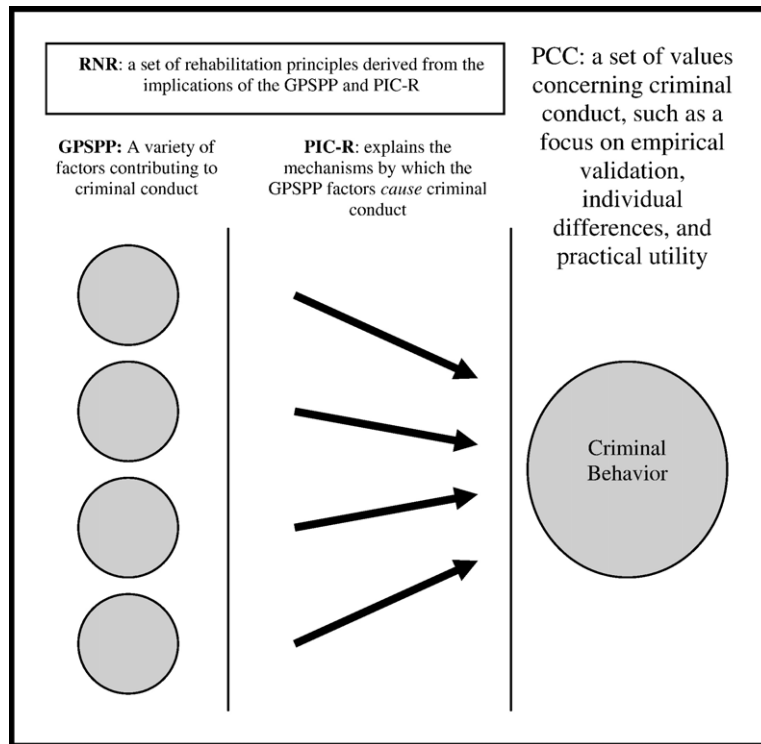 RNR: a set of rehabilitation principles derived from the
implications of the GPSPP and PIC-R
GPSPP: A variety of
factors contributing to
criminal conduct
PIC-R: explains the
mechanisms by which the
GPSPP factors cause criminal
conduct
PCC: a set of values
concerning criminal
conduct, such as a
focus on empirical
validation,
individual
differences, and
practical utility
Criminal
Behavior